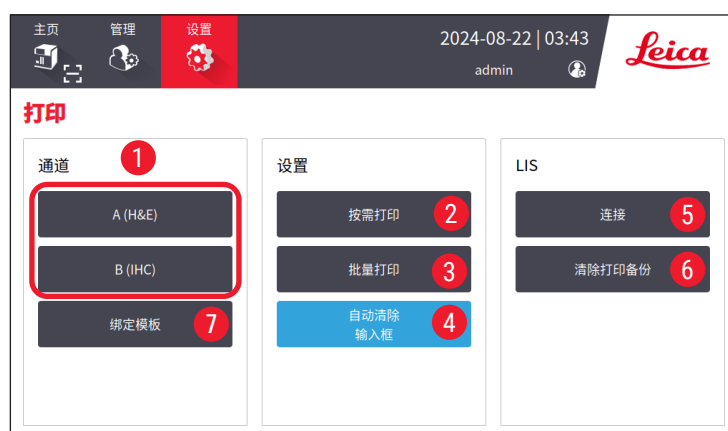 主页 管理 设置
2024-08-22 | 03:43
admin
Leica
打印
通道 1
A (H&E)
B (IHC)
绑定模板 7
设置
按需打印 2
批量打印 3
自动清除
输入框 4
LIS
连接 5
清除打印备份 6